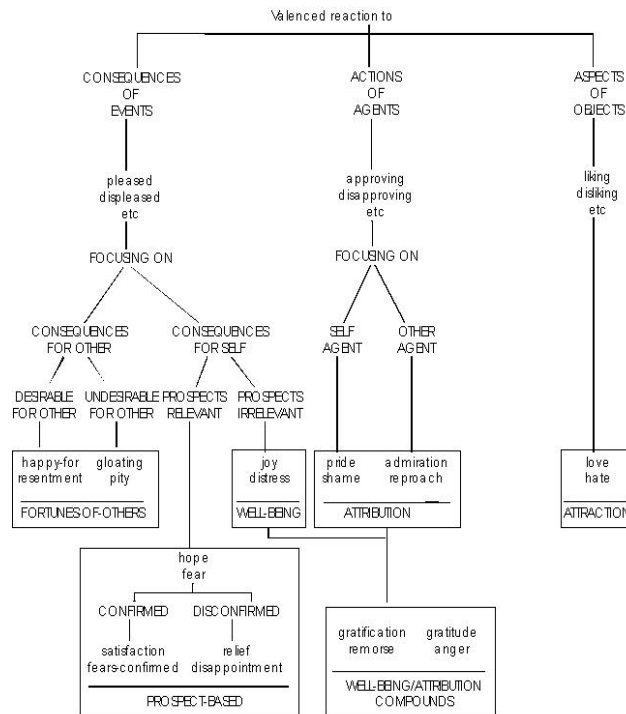 Valenced reaction to
CONSEQUENCES
OF
EVENTS
ACTIONS
OF
AGENTS
ASPECTS
OF
OBJECTS
pleased
displeased
etc
approving
disapproving
etc
liking
disliking
etc
FOCUSING ON
FOCUSING ON
CONSEQUENCES
FOR OTHER
CONSEQUENCES
FOR SELF
SELF
AGENT
OTHER
AGENT
DESIRABLE
FOR OTHER
UNDESIRABLE
FOR OTHER
PROSPECTS
RELEVANT
PROSPECTS
IRRELEVANT
happy-for
resentment
gloating
pity
FORTUNES-OF-OTHERS
joy
distress
WELL-BEING
pride
shame
admiration
reproach
ATTRIBUTION
love
hate
ATTRACTION
hope
fear
CONFIRMED
DISCONFIRMED
satisfaction
fears-confirmed
relief
disappointment
PROSPECT-BASED
gratification
remorse
gratitude
anger
WELL-BEING/ATTRIBUTION
COMPOUNDS